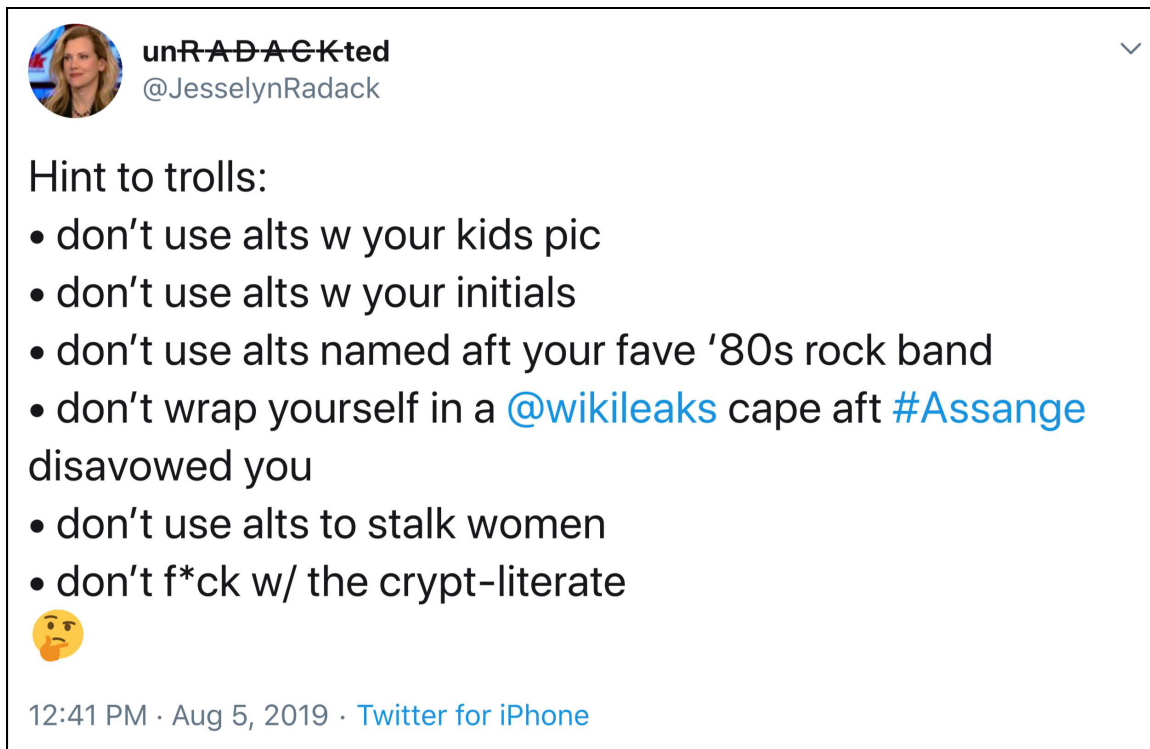 unRADACKted
@JesselynRadack
Hint to trolls:
• don’t use alts w your kids pic
• don’t use alts w your initials
• don’t use alts named aft your fave ‘80s rock band
• don’t wrap yourself in a @wikileaks cape aft #Assange
disavowed you
• don’t use alts to stalk women
• don’t f*ck w/ the crypt-literate
🤔
12:41 PM · Aug 5, 2019 · Twitter for iPhone